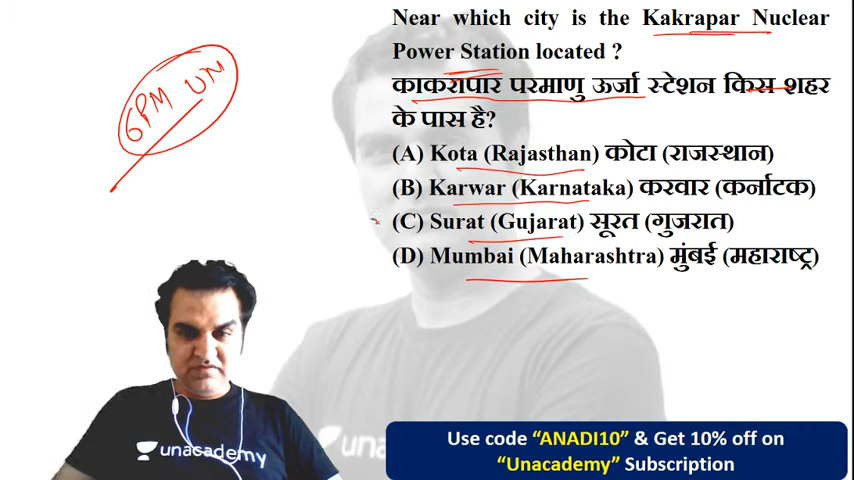 Near which city is the Kakrapar Nuclear
Power Station located ?
काकरापार परमाणु ऊर्जा स्टेशन किस शहर
के पास है?
(A) Kota (Rajasthan) कोटा (राजस्थान)
(B) Karwar (Karnataka) करवार (कर्नाटक)
(C) Surat (Gujarat) सूरत (गुजरात)
(D) Mumbai (Maharashtra) मुंबई (महाराष्ट्र)
6PM UM
unacademy
una
Use code “ANADI10” & Get 10% off on
“Unacademy” Subscription